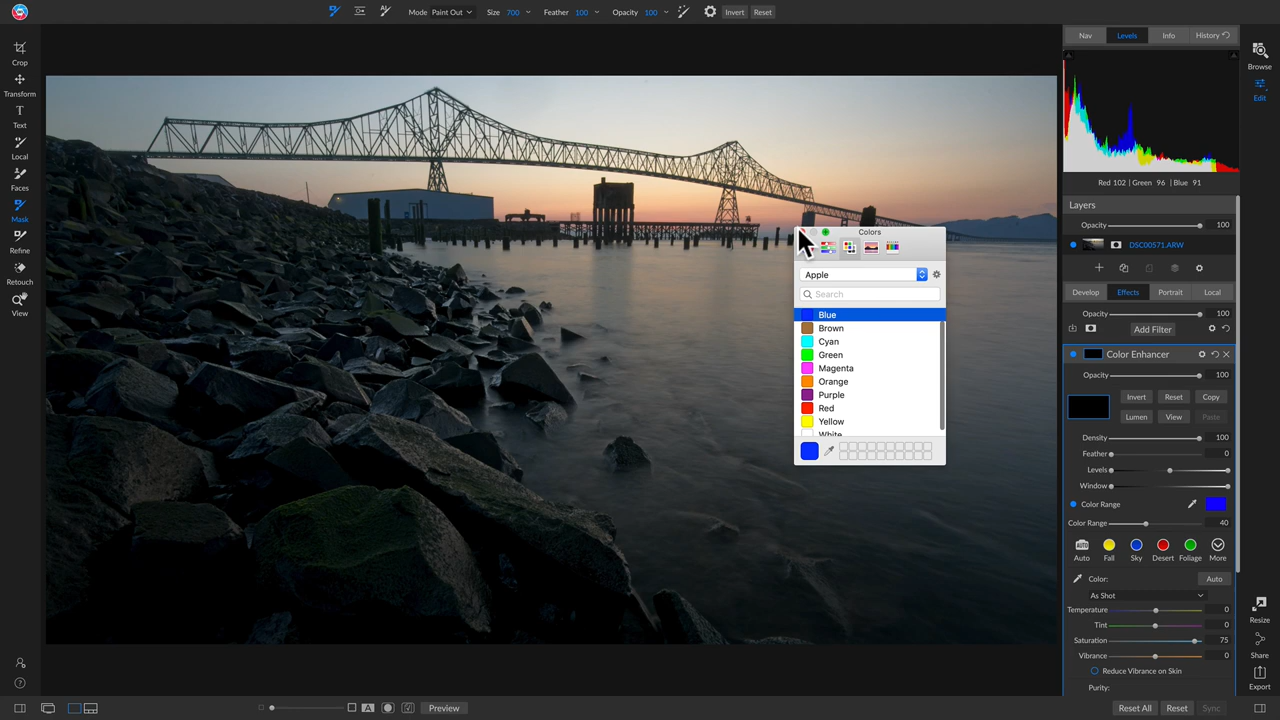 Mode Paint Out Size 700 Feather 100 Opacity 100 Invert Reset
Crop
Transform
Text
Local
Faces
Mask
Refine
Retouch
View
Nav Levels Info History
Browse
Edit
Red 102 | Green 96 | Blue 91
Layers
Opacity 100
DSC00571.ARW
Develop Effects Portrait Local
Opacity 100
Add Filter
Color Enhancer
Opacity 100
Invert Reset Copy
Lumen View Paste
Density 100
Feather 0
Levels
Window
Color Range
Color Range 40
AUTO
Auto Fall Sky Desert Foliage More
Color: Auto
As Shot
Temperature 0
Tint 0
Saturation 75
Vibrance 0
Reduce Vibrance on Skin
Purity:
Resize
Share
Export
Colors
Apple
Search
Blue
Brown
Cyan
Green
Magenta
Orange
Purple
Red
Yellow
White
A Preview
Reset All Reset Sync